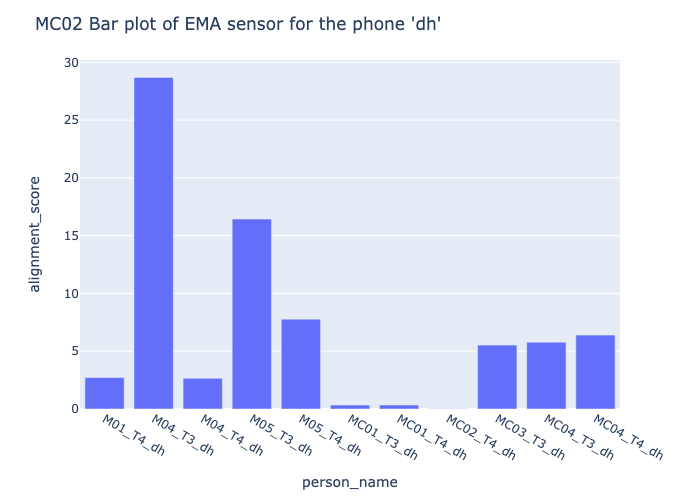 MC02 Bar plot of EMA sensor for the phone 'dh'
30
25
20
15
10
5
0
alignment_score
M01_T4_dh
M04_T3_dh
M04_T4_dh
M05_T3_dh
M05_T4_dh
MC01_T3_dh
MC01_T4_dh
MC02_T4_dh
MC03_T3_dh
MC04_T3_dh
MC04_T4_dh
person_name